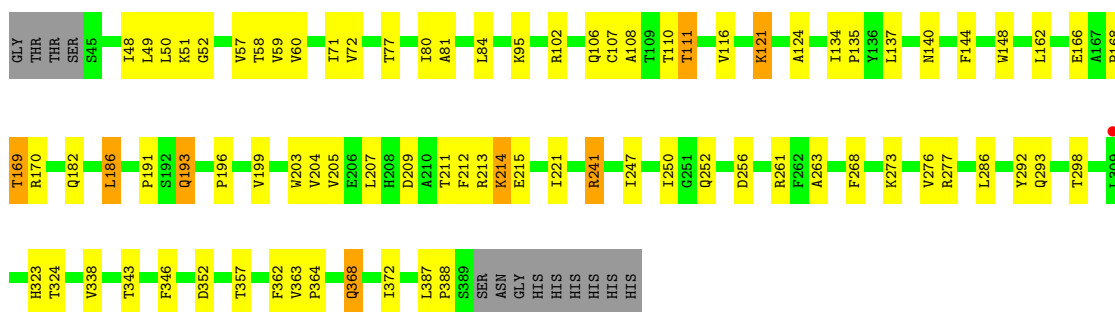 GLY THR THR SER S45 I48 L49 L50 K51 G52 V57 T58 V59 V60 I71 V72 T77 I80 A81 L84 K95 R102 Q106 C107 A108 T109 T110 T111 V116 K121 A124 I134 P135 Y136 L137 N140 F144 W148 L162 E166 A167 P168
T169 R170 Q182 L186 P191 S192 Q193 P196 V199 W203 V204 V205 E206 L207 H208 D209 A210 T211 F212 R213 K214 E215 I221 R241 I247 I250 G251 Q252 D256 R261 F262 A263 F268 K273 V276 R277 L286 Y292 Q293 T298 L309
H323 T324 V338 T343 F346 D352 T357 F362 V363 P364 Q368 I372 L387 P388 S389 SER ASN GLY HIS HIS HIS HIS HIS HIS